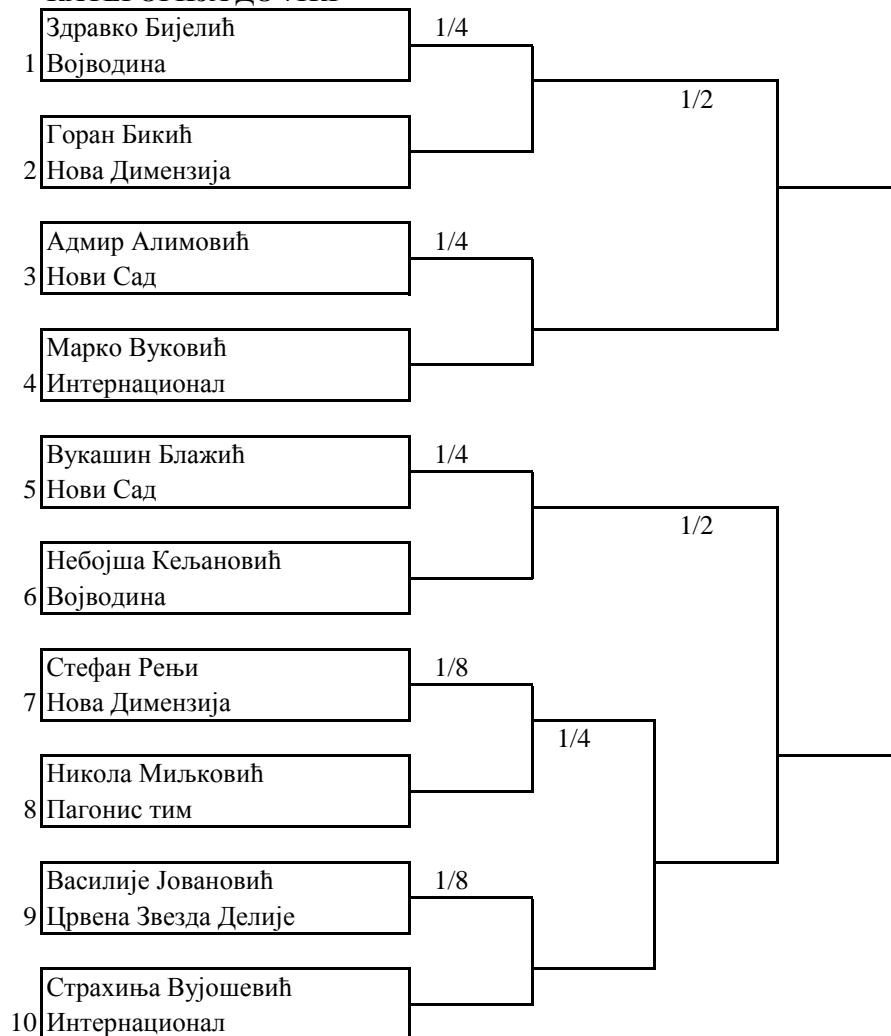 Здравко Бијелић 1/4
1 Војводина
1/2
Горан Бикић
2 Нова Димензија
Адмир Алимовић 1/4
3 Нови Сад
Марко Вуковић
4 Интернационал
Вукашин Блажић 1/4
5 Нови Сад
1/2
Небојша Кељановић
6 Војводина
Стефан Рењи 1/8
7 Нова Димензија
1/4
Никола Миљковић
8 Пагонис тим
Василије Јовановић 1/8
9 Црвена Звезда Делије
Страхиња Вујошевић
10 Интернационал